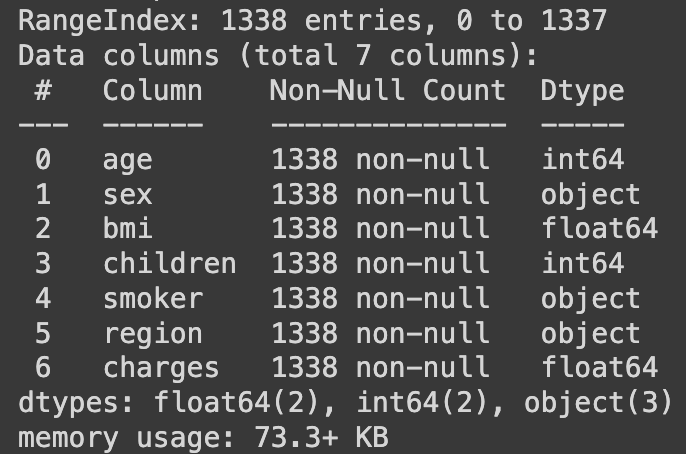 RangeIndex: 1338 entries, 0 to 1337
Data columns (total 7 columns):
 #   Column    Non-Null Count  Dtype
---  ------    --------------  -----
 0   age       1338 non-null   int64
 1   sex       1338 non-null   object
 2   bmi       1338 non-null   float64
 3   children  1338 non-null   int64
 4   smoker    1338 non-null   object
 5   region    1338 non-null   object
 6   charges   1338 non-null   float64
dtypes: float64(2), int64(2), object(3)
memory usage: 73.3+ KB